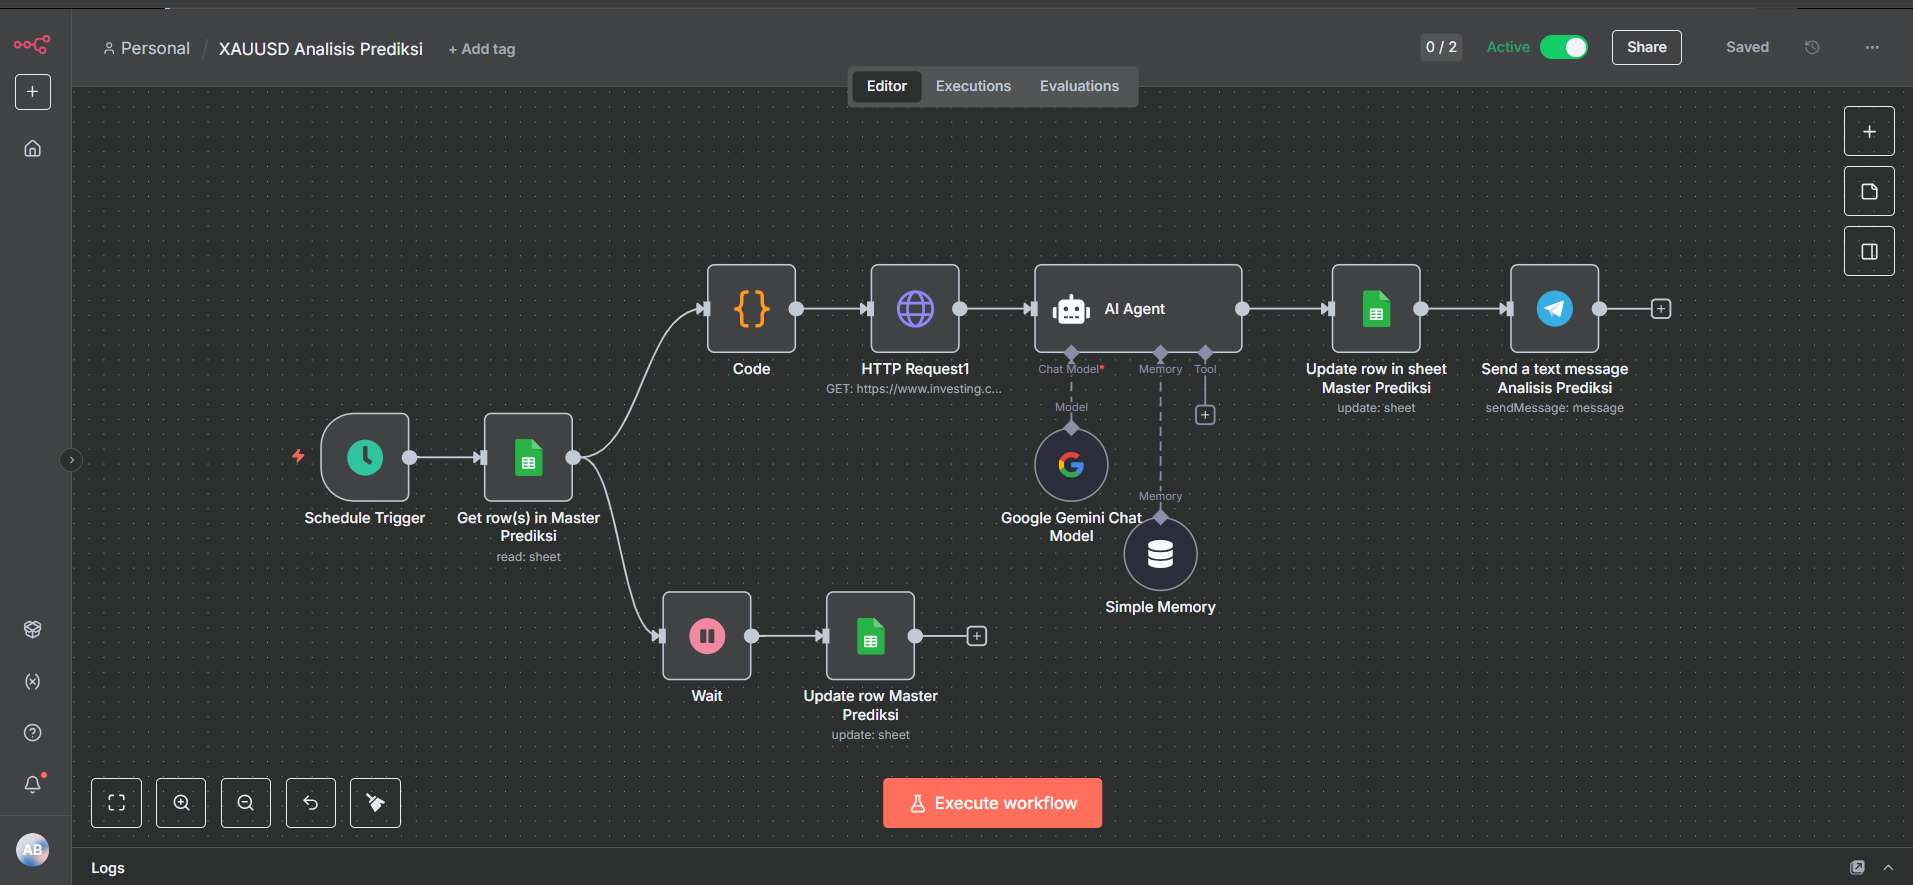 Personal / XAUUSD Analisis Prediksi + Add tag
0 / 2 Active Share Saved
Editor Executions Evaluations
Code
HTTP Request1
GET: https://www.investing.c...
AI Agent
Chat Model*
Memory
Tool
Model
Google Gemini Chat
Model
Memory
Simple Memory
Update row in sheet
Master Prediksi
update: sheet
Send a text message
Analisis Prediksi
sendMessage: message
Schedule Trigger
Get row(s) in Master
Prediksi
read: sheet
Wait
Update row Master
Prediksi
update: sheet
Execute workflow
AB
Logs